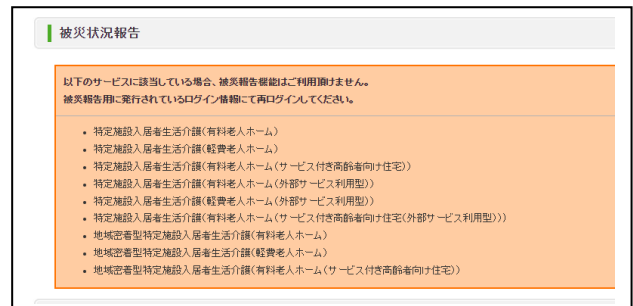 被災状況報告
以下のサービスに該当している場合、被災報告機能はご利用頂けません。
被災報告用に発行されているログイン情報にて再ログインしてください。
・ 特定施設入居者生活介護(有料老人ホーム)
・ 特定施設入居者生活介護(軽費老人ホーム)
・ 特定施設入居者生活介護(有料老人ホーム(サービス付き高齢者向け住宅))
・ 特定施設入居者生活介護(有料老人ホーム(外部サービス利用型))
・ 特定施設入居者生活介護(軽費老人ホーム(外部サービス利用型))
・ 特定施設入居者生活介護(有料老人ホーム(サービス付き高齢者向け住宅(外部サービス利用型)))
・ 地域密着型特定施設入居者生活介護(有料老人ホーム)
・ 地域密着型特定施設入居者生活介護(軽費老人ホーム)
・ 地域密着型特定施設入居者生活介護(有料老人ホーム(サービス付き高齢者向け住宅))